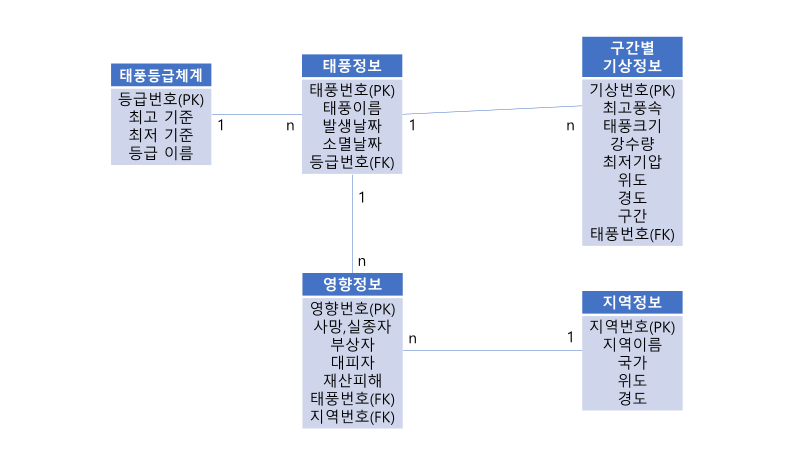 태풍등급체계
등급번호(PK)
최고 기준
최저 기준
등급 이름
1
n
태풍정보
태풍번호(PK)
태풍이름
발생날짜
소멸날짜
등급번호(FK)
1
n
구간별
기상정보
기상번호(PK)
최고풍속
태풍크기
강수량
최저기압
위도
경도
구간
태풍번호(FK)
1
n
영향정보
영향번호(PK)
사망,실종자
부상자
대피자
재산피해
태풍번호(FK)
지역번호(FK)
n
1
지역정보
지역번호(PK)
지역이름
국가
위도
경도